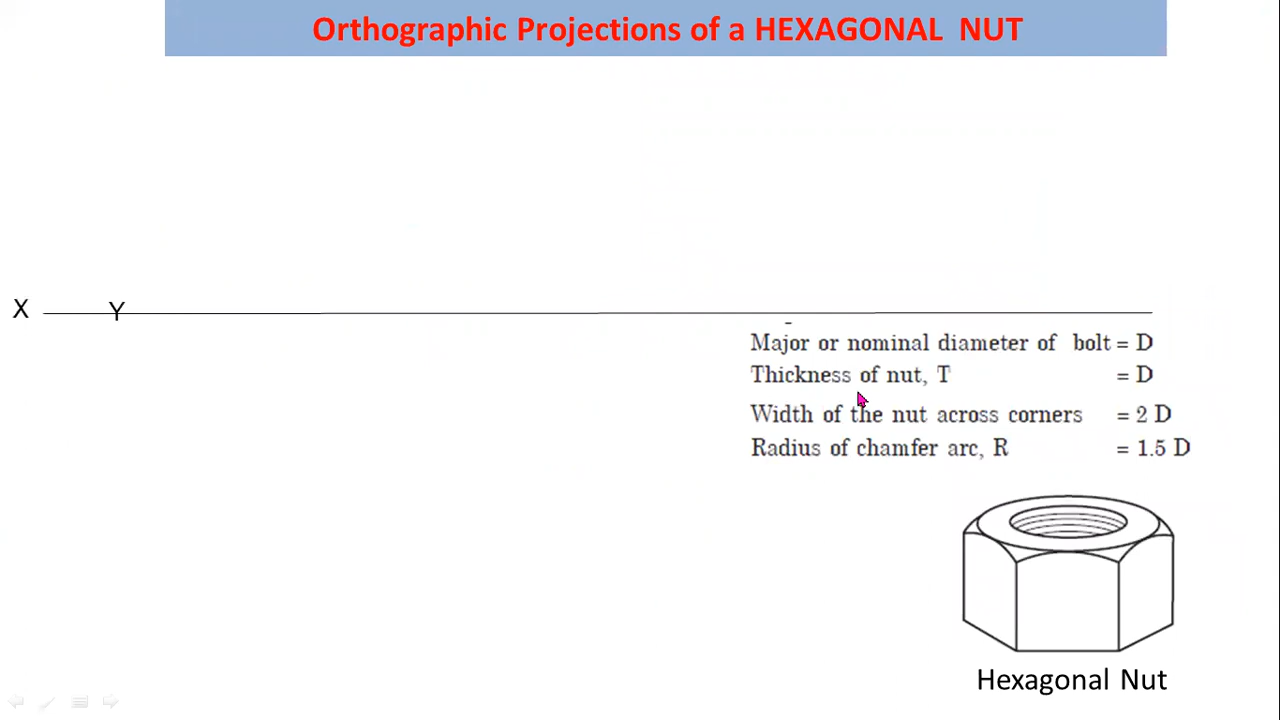 Orthographic Projections of a HEXAGONAL NUT
X Y
Major or nominal diameter of bolt = D
Thickness of nut, T = D
Width of the nut across corners = 2 D
Radius of chamfer arc, R = 1.5 D
Hexagonal Nut